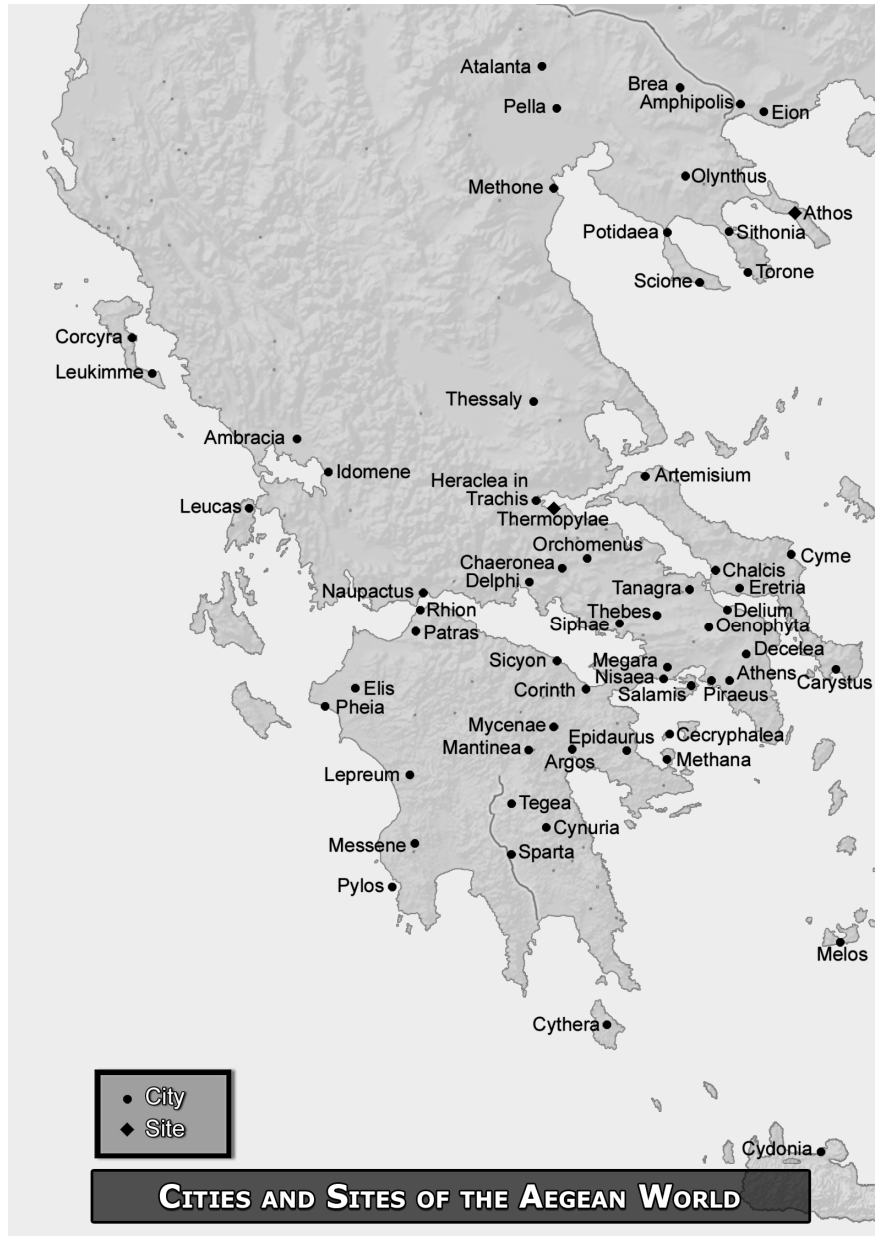 Atalanta
Brea
Amphipolis
Pella
Eion
Olynthus
Methone
Athos
Potidaea
Sithonia
Torone
Scione
Corcyra
Leukimme
Thessaly
Ambracia
Idomene
Artemisium
Heraclea in
Trachis
Leucas
Thermopylae
Orchomenus
Cyme
Chaeronea
Chalcis
Delphi
Tanagra
Eretria
Naupactus
Rhion
Thebes
Delium
Siphae
Oenophyta
Patras
Decelea
Sicyon
Megara
Athens
Nisaea
Carystus
Elis
Corinth
Salamis
Piraeus
Pheia
Mycenae
Epidaurus
Cecryphalea
Mantinea
Argos
Methana
Lepreum
Tegea
Cynuria
Messene
Sparta
Pylos
Melos
Cythera
City
Site
Cydonia
Cities and Sites of the Aegean World